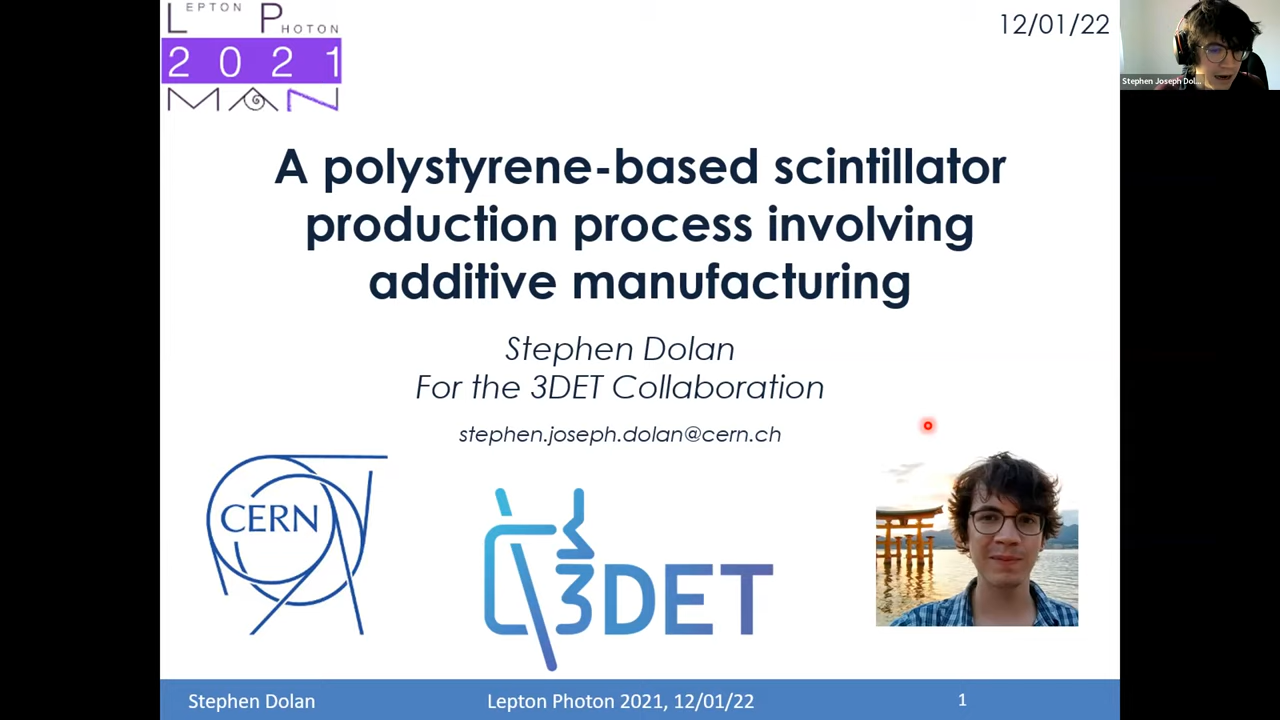 LEPTON PHOTON
2021
MAN
12/01/22
Stephen Joseph Dol...
A polystyrene-based scintillator
production process involving
additive manufacturing
Stephen Dolan
For the 3DET Collaboration
stephen.joseph.dolan@cern.ch
CERN
3DET
Stephen Dolan
Lepton Photon 2021, 12/01/22
1